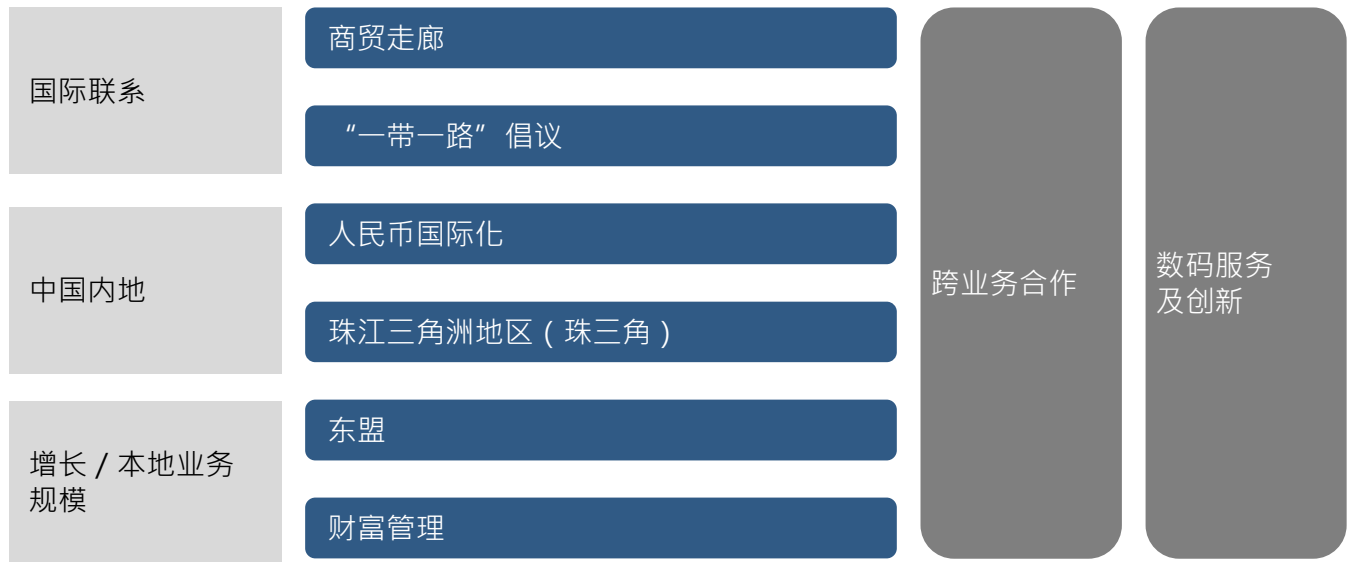 国际联系
商贸走廊
“一带一路”倡议
中国内地
人民币国际化
珠江三角洲地区(珠三角)
增长/本地业务
规模
东盟
财富管理
跨业务合作
数码服务
及创新